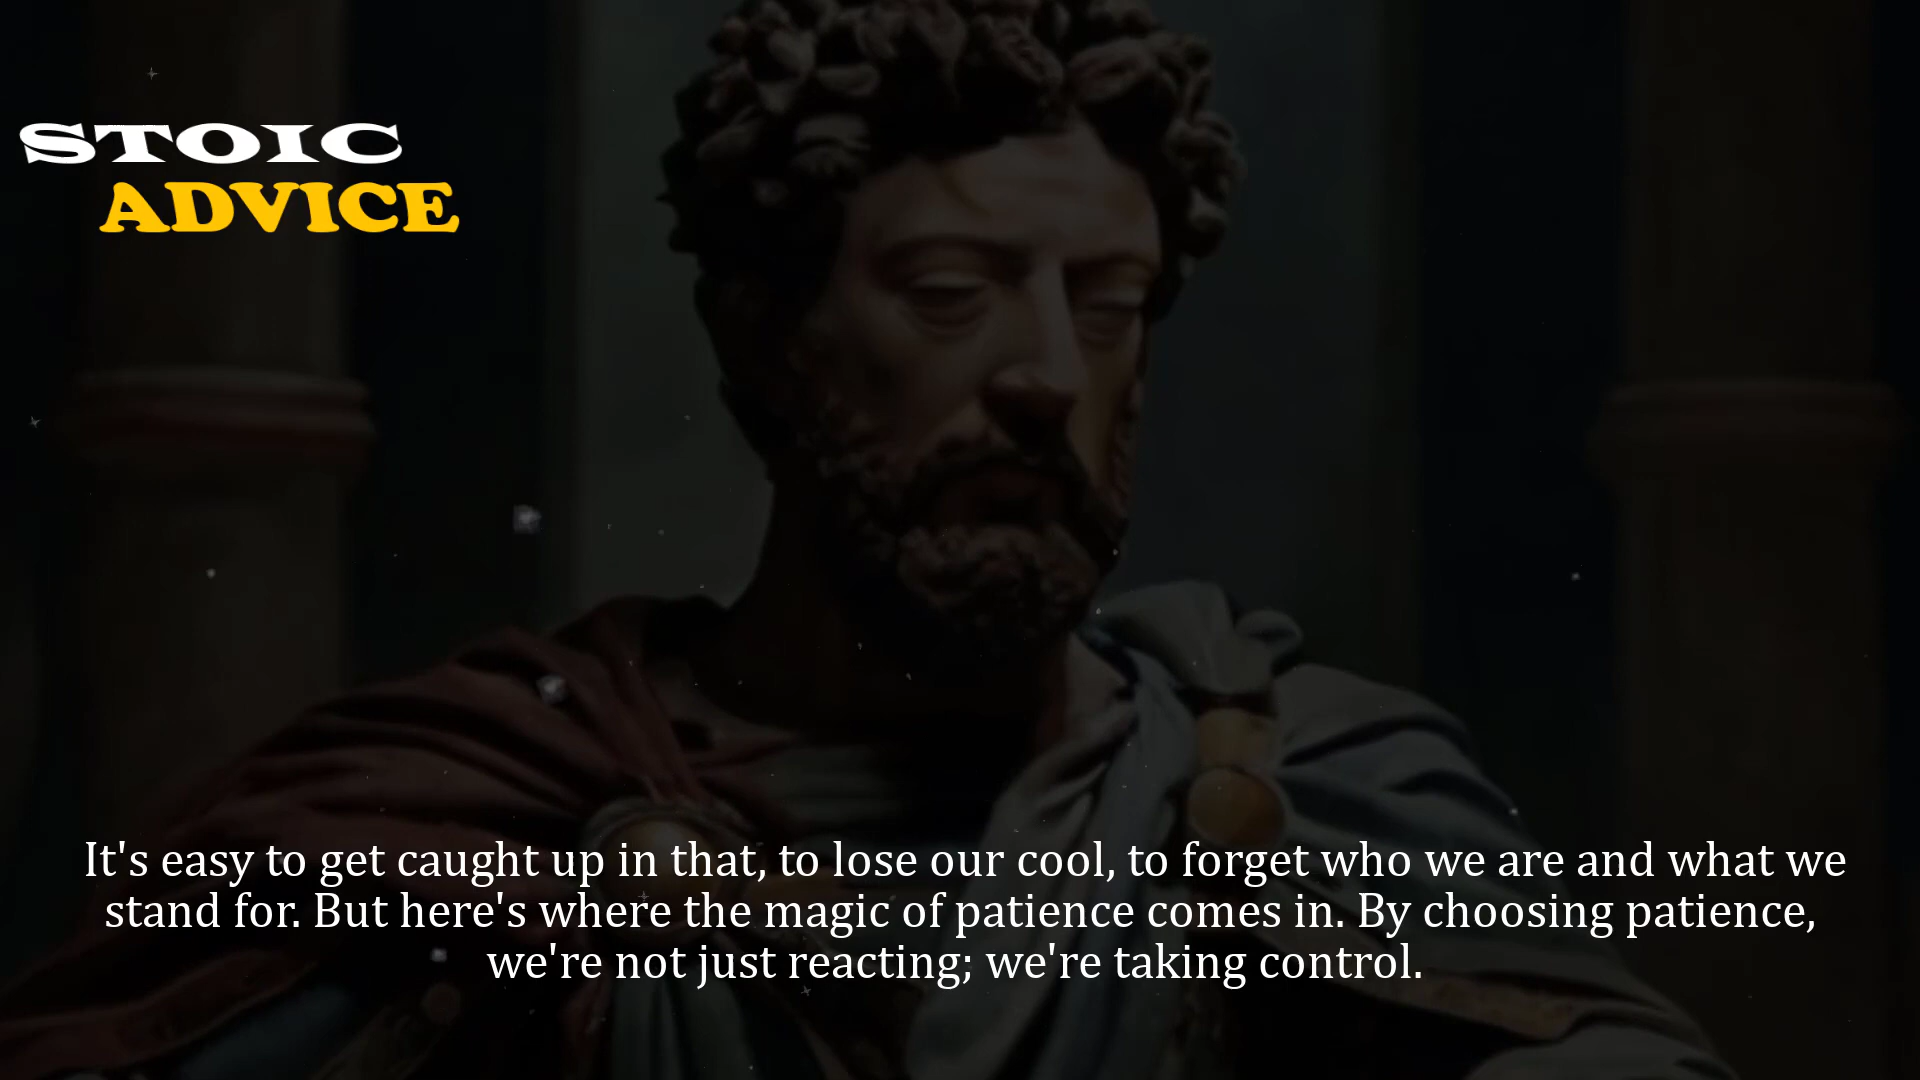 STOIC
ADVICE
It's easy to get caught up in that, to lose our cool, to forget who we are and what we
stand for. But here's where the magic of patience comes in. By choosing patience,
we're not just reacting; we're taking control.